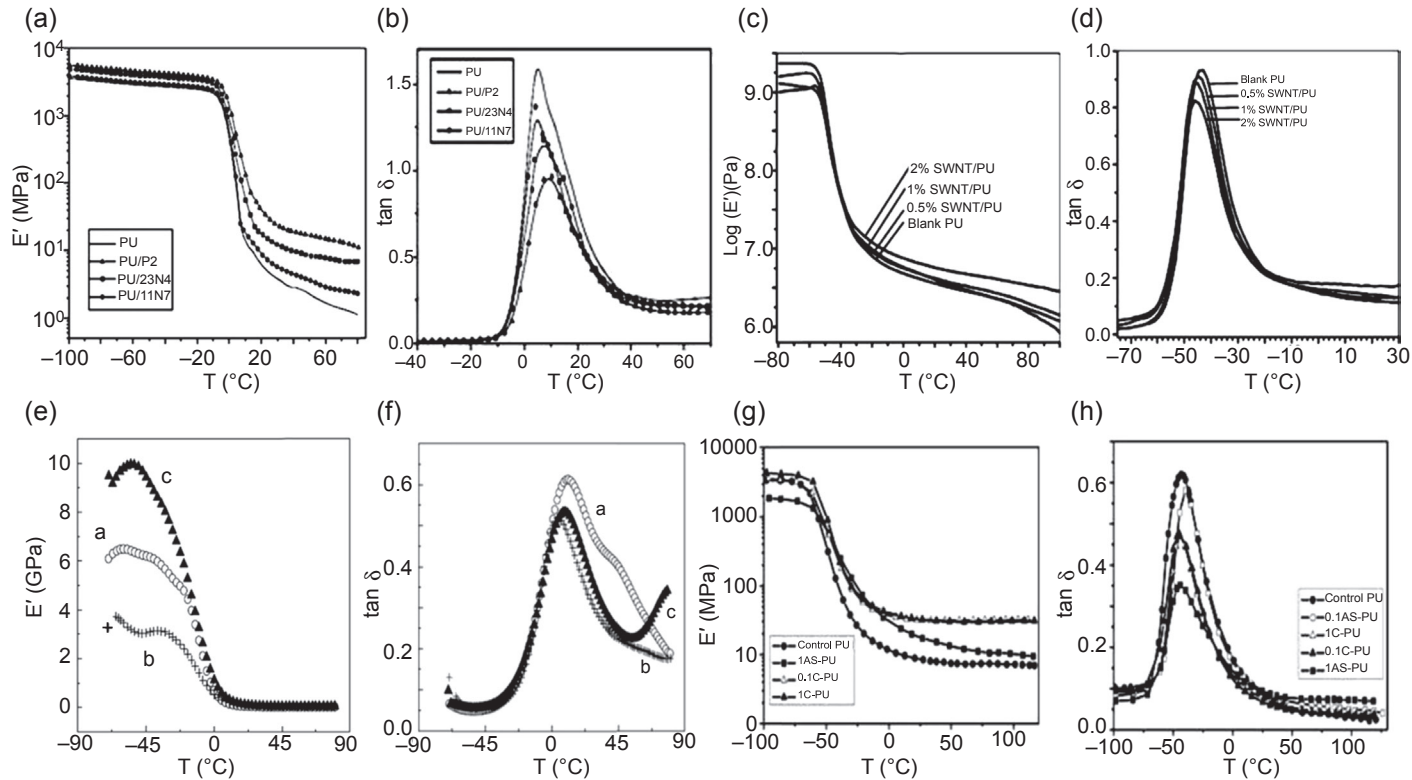 (a)
10⁴
10³
10²
10¹
10⁰
E′ (MPa)
PU
PU/P2
PU/23N4
PU/11N7
–100 –60 –20 20 60
T (°C)
(b)
1.5
1.0
0.5
0.0
tan δ
PU
PU/P2
PU/23N4
PU/11N7
–40 –20 0 20 40 60
T (°C)
(c)
9.0
8.0
7.0
6.0
Log (E′)(Pa)
2% SWNT/PU
1% SWNT/PU
0.5% SWNT/PU
Blank PU
–80 –40 0 40 80
T (°C)
(d)
1.0
0.8
0.6
0.4
0.2
0.0
tan δ
Blank PU
0.5% SWNT/PU
1% SWNT/PU
2% SWNT/PU
–70 –50 –30 –10 10 30
T (°C)
(e)
10
8
6
4
2
0
E′ (GPa)
c
a
b
–90 –45 0 45 90
T (°C)
(f)
0.6
0.4
0.2
0.0
tan δ
a
c
b
–90 –45 0 45 90
T (°C)
(g)
10000
1000
100
10
0
E′ (MPa)
Control PU
1AS-PU
0.1C-PU
1C-PU
–100 –50 0 50 100
T (°C)
(h)
0.6
0.4
0.2
0.0
tan δ
Control PU
0.1AS-PU
1C-PU
0.1C-PU
1AS-PU
–100 –50 0 50 100
T (°C)